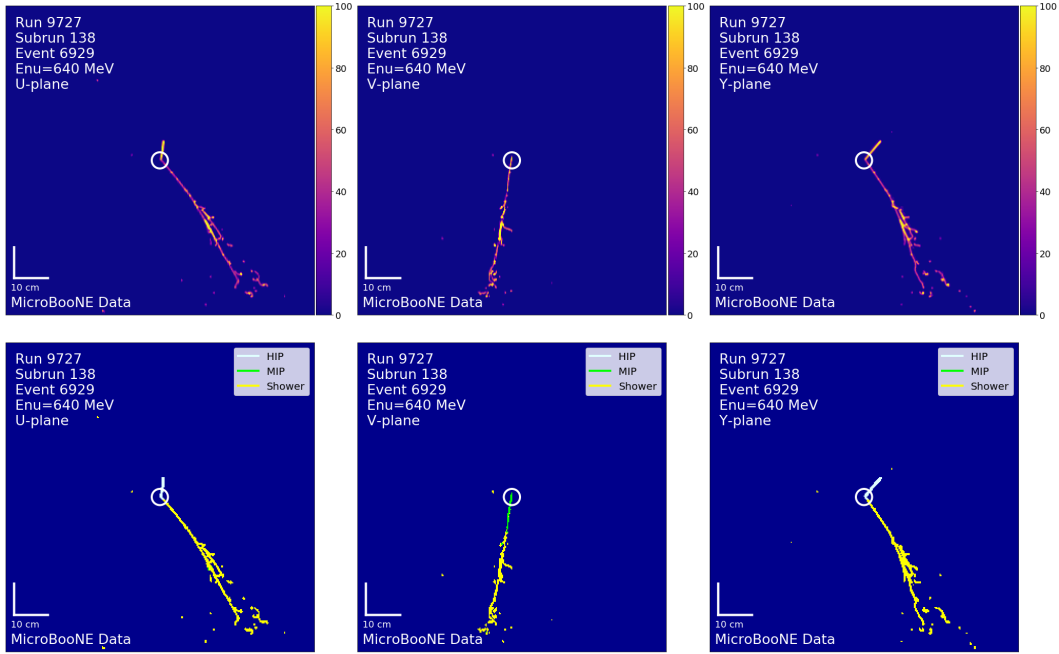 Run 9727
Subrun 138
Event 6929
Enu=640 MeV
U-plane
10 cm
MicroBooNE Data
100
80
60
40
20
0
Run 9727
Subrun 138
Event 6929
Enu=640 MeV
V-plane
10 cm
MicroBooNE Data
100
80
60
40
20
0
Run 9727
Subrun 138
Event 6929
Enu=640 MeV
Y-plane
10 cm
MicroBooNE Data
100
80
60
40
20
0
Run 9727
Subrun 138
Event 6929
Enu=640 MeV
U-plane
HIP
MIP
Shower
10 cm
MicroBooNE Data
Run 9727
Subrun 138
Event 6929
Enu=640 MeV
V-plane
HIP
MIP
Shower
10 cm
MicroBooNE Data
Run 9727
Subrun 138
Event 6929
Enu=640 MeV
Y-plane
HIP
MIP
Shower
10 cm
MicroBooNE Data